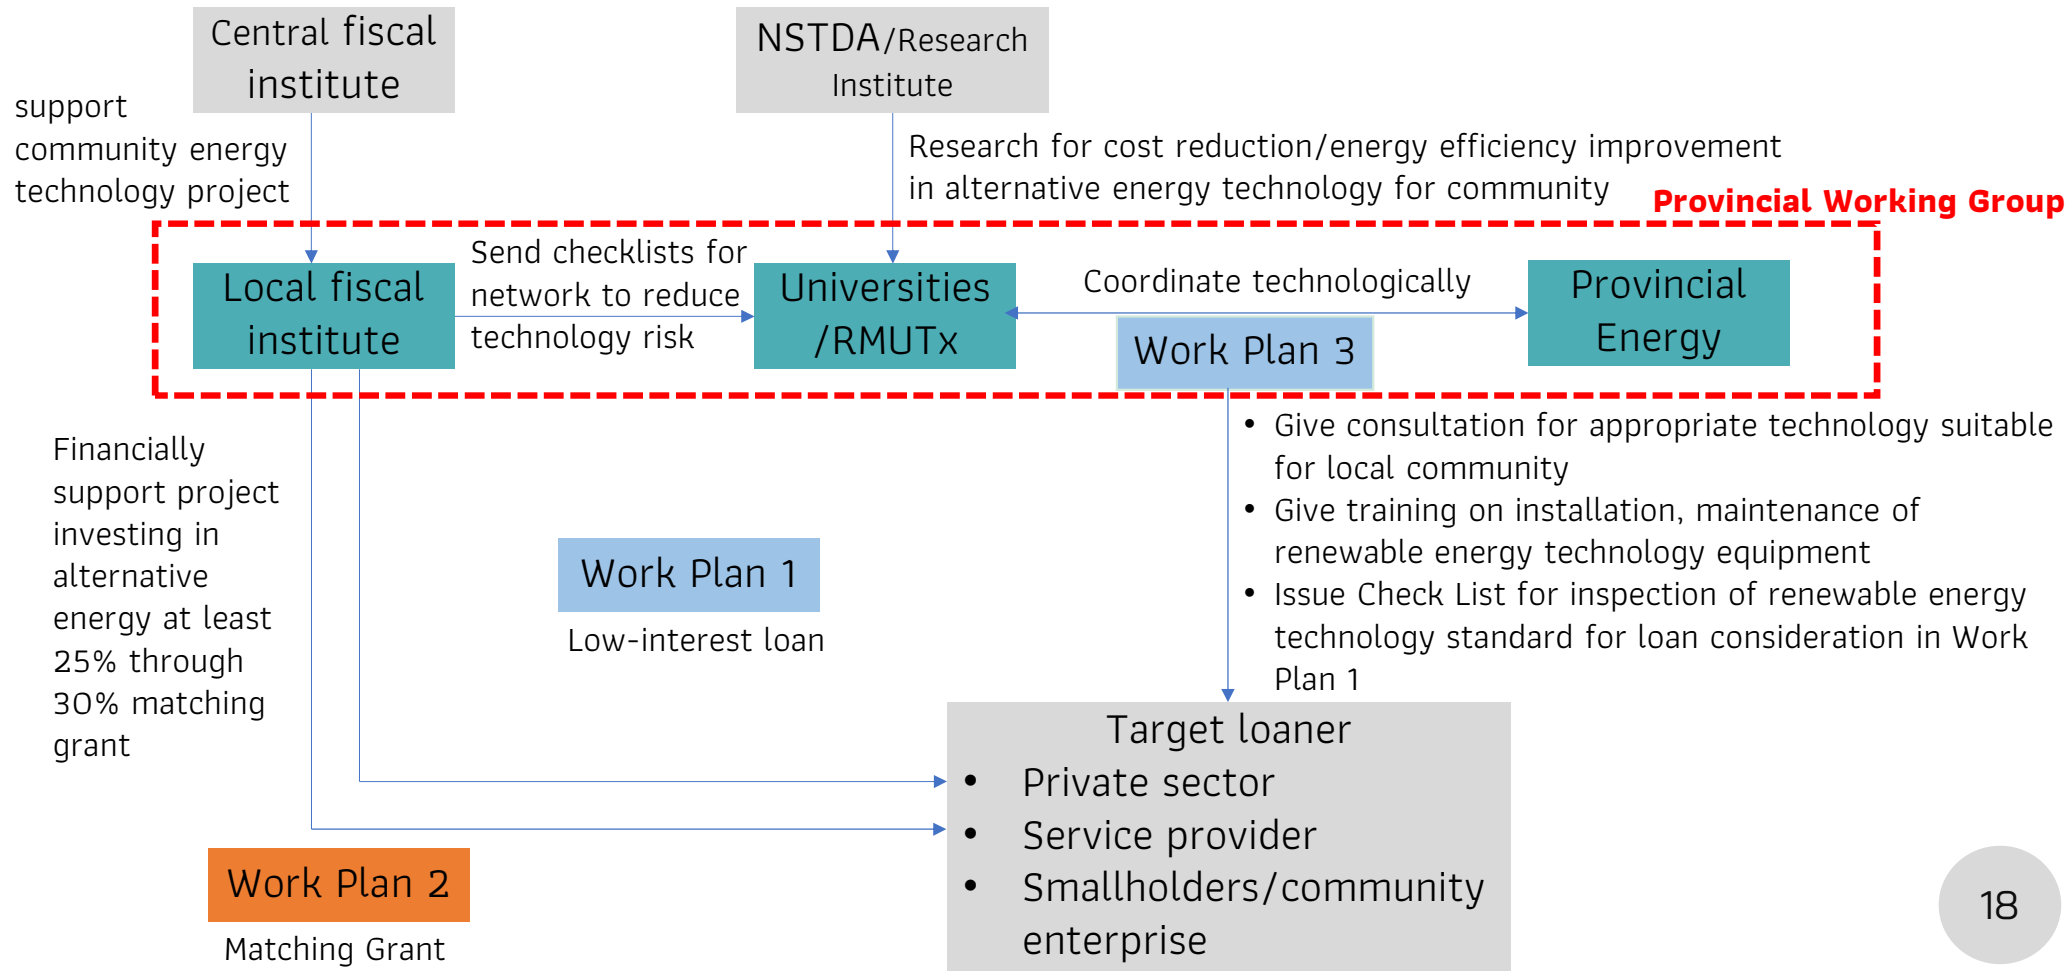 Central fiscal
institute
NSTDA/Research
Institute
support
community energy
technology project
Research for cost reduction/energy efficiency improvement
in alternative energy technology for community
Provincial Working Group
Local fiscal
institute
Send checklists for
network to reduce
technology risk
Universities
/RMUTx
Coordinate technologically
Work Plan 3
Provincial
Energy
Financially
support project
investing in
alternative
energy at least
25% through
30% matching
grant
Work Plan 1
Low-interest loan
• Give consultation for appropriate technology suitable
for local community
• Give training on installation, maintenance of
renewable energy technology equipment
• Issue Check List for inspection of renewable energy
technology standard for loan consideration in Work
Plan 1
Target loaner
• Private sector
• Service provider
• Smallholders/community
enterprise
Work Plan 2
Matching Grant
18